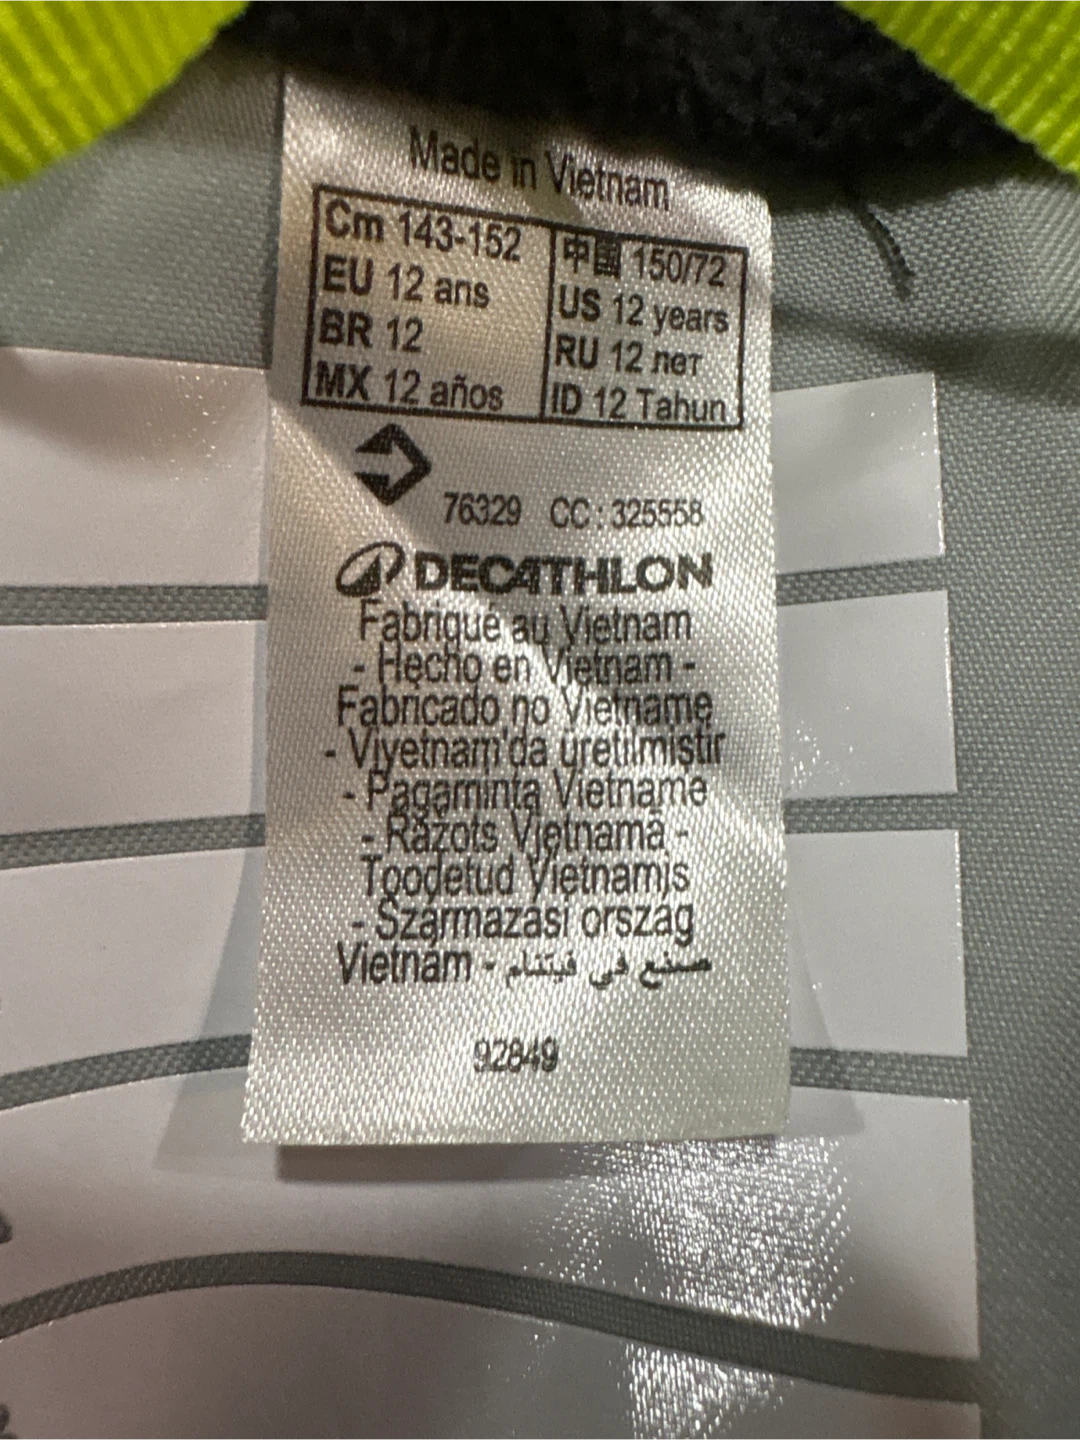 Made in Vietnam
Cm 143-152
EU 12 ans
BR 12
MX 12 años
中国 150/72
US 12 years
RU 12 лет
ID 12 Tahun
76329 CC : 325558
DECATHLON
Fabriqué au Vietnam
- Hecho en Vietnam -
Fabricado no Vietname
- Viyetnam'da üretilmiştir
- Pagaminta Vietname
- Ražots Vjetnamā -
Toodetud Vietnamis
- Származási ország
Vietnám - صنع في فيتنام
92849